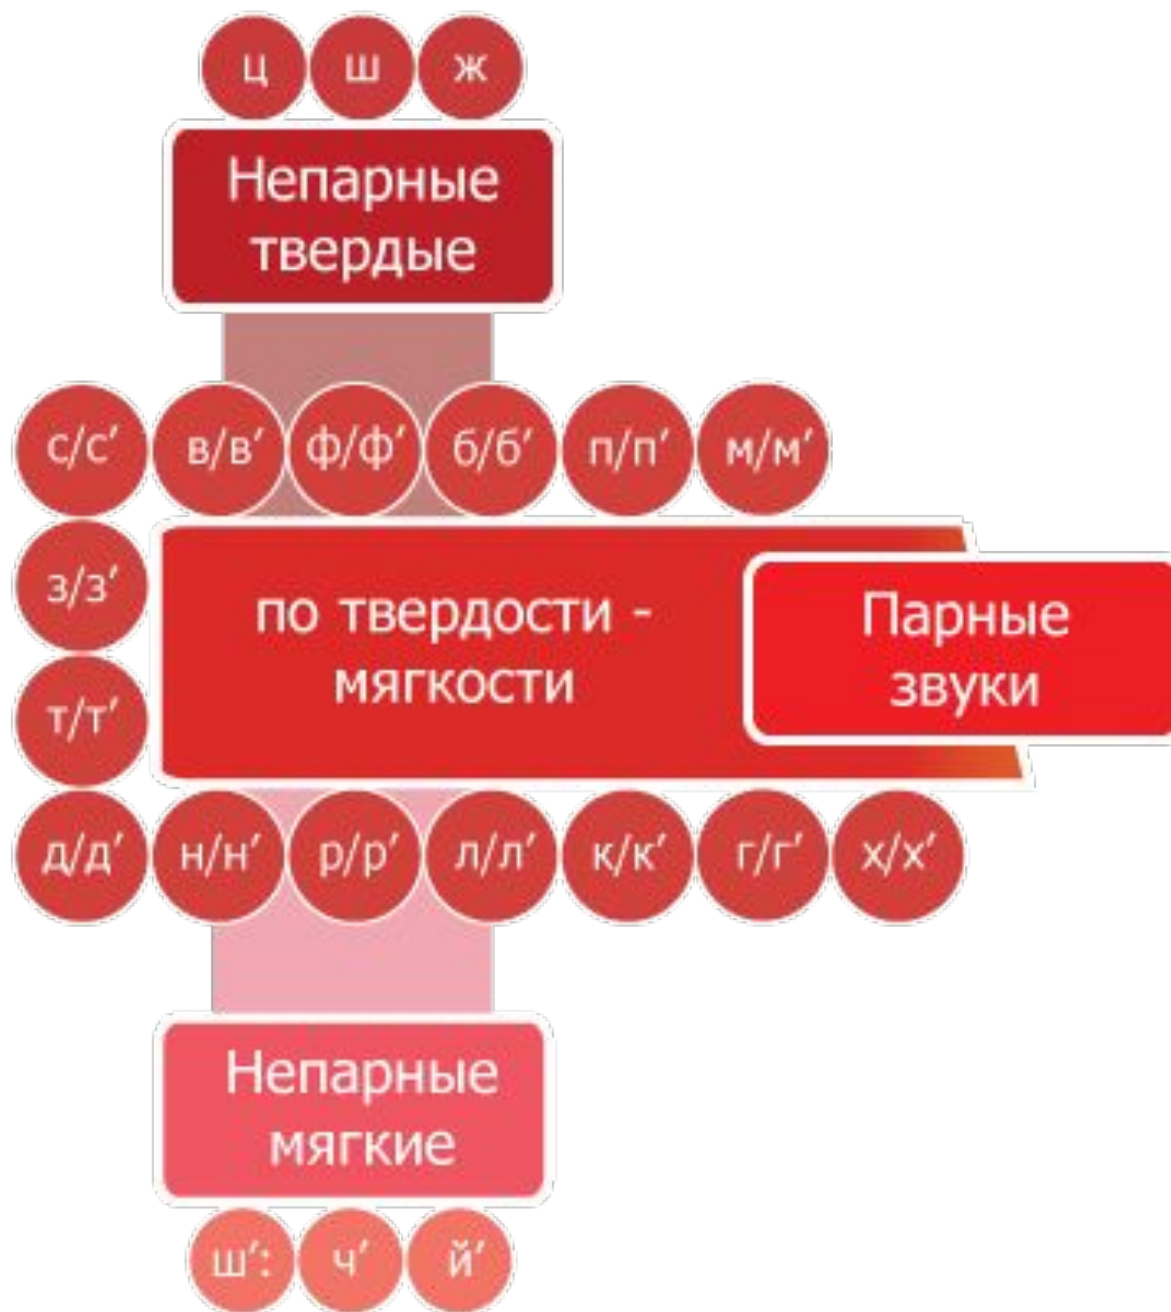 ц ш ж
Непарные
твердые
с/с′ в/в′ ф/ф′ б/б′ п/п′ м/м′
з/з′
по твердости -
мягкости
Парные
звуки
т/т′
д/д′ н/н′ р/р′ л/л′ к/к′ г/г′ х/х′
Непарные
мягкие
ш′: ч′ й′